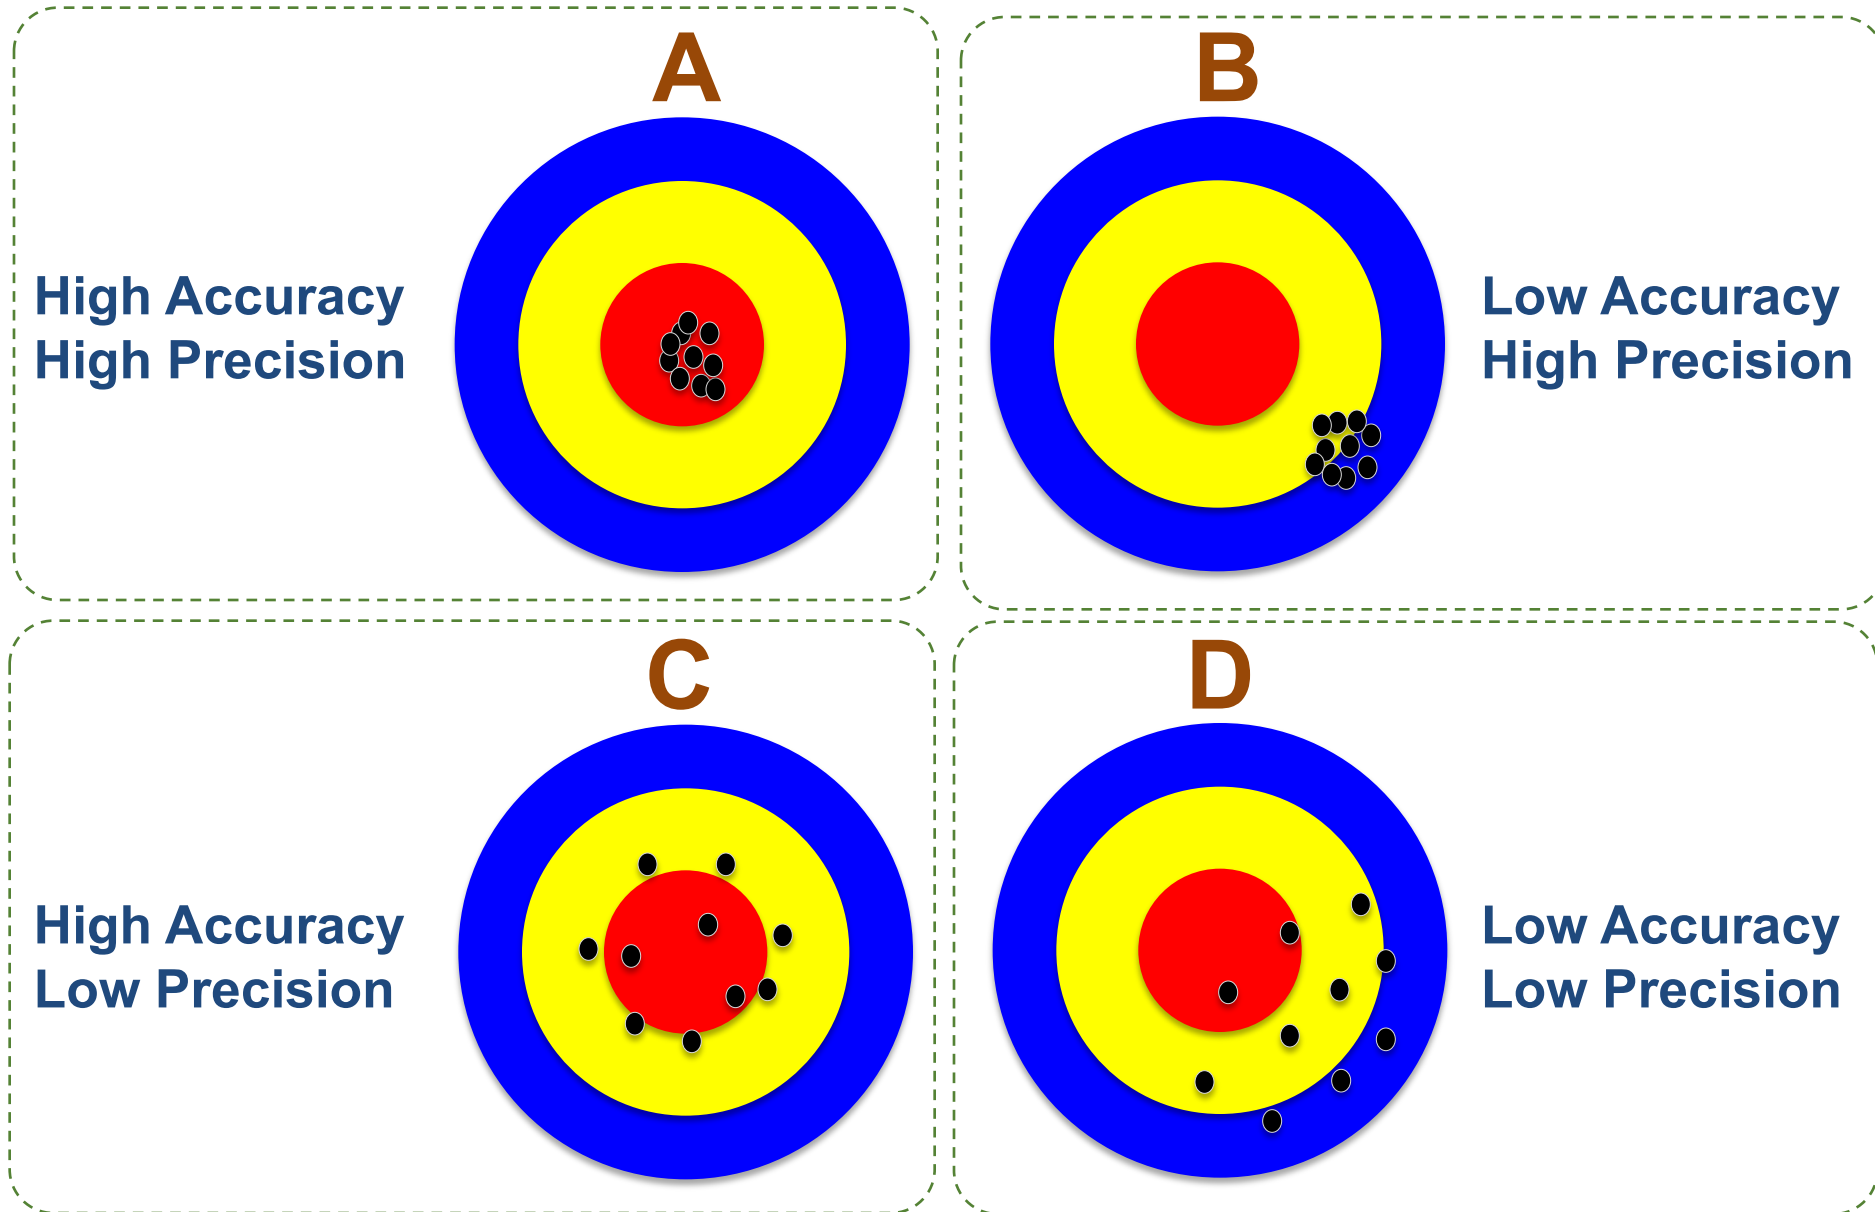 A
High Accuracy
High Precision
B
Low Accuracy
High Precision
C
High Accuracy
Low Precision
D
Low Accuracy
Low Precision